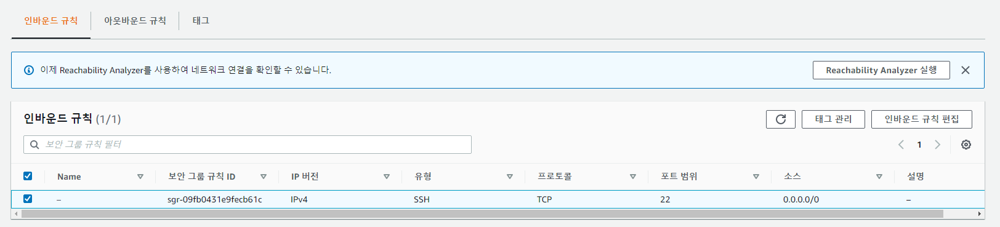 인바운드 규칙 아웃바운드 규칙 태그
이제 Reachability Analyzer를 사용하여 네트워크 연결을 확인할 수 있습니다. Reachability Analyzer 실행
인바운드 규칙 (1/1) 태그 관리 인바운드 규칙 편집
보안 그룹 규칙 필터 1
Name 보안 그룹 규칙 ID IP 버전 유형 프로토콜 포트 범위 소스 설명
– sgr-09fb0431e9fecb61c IPv4 SSH TCP 22 0.0.0.0/0 –